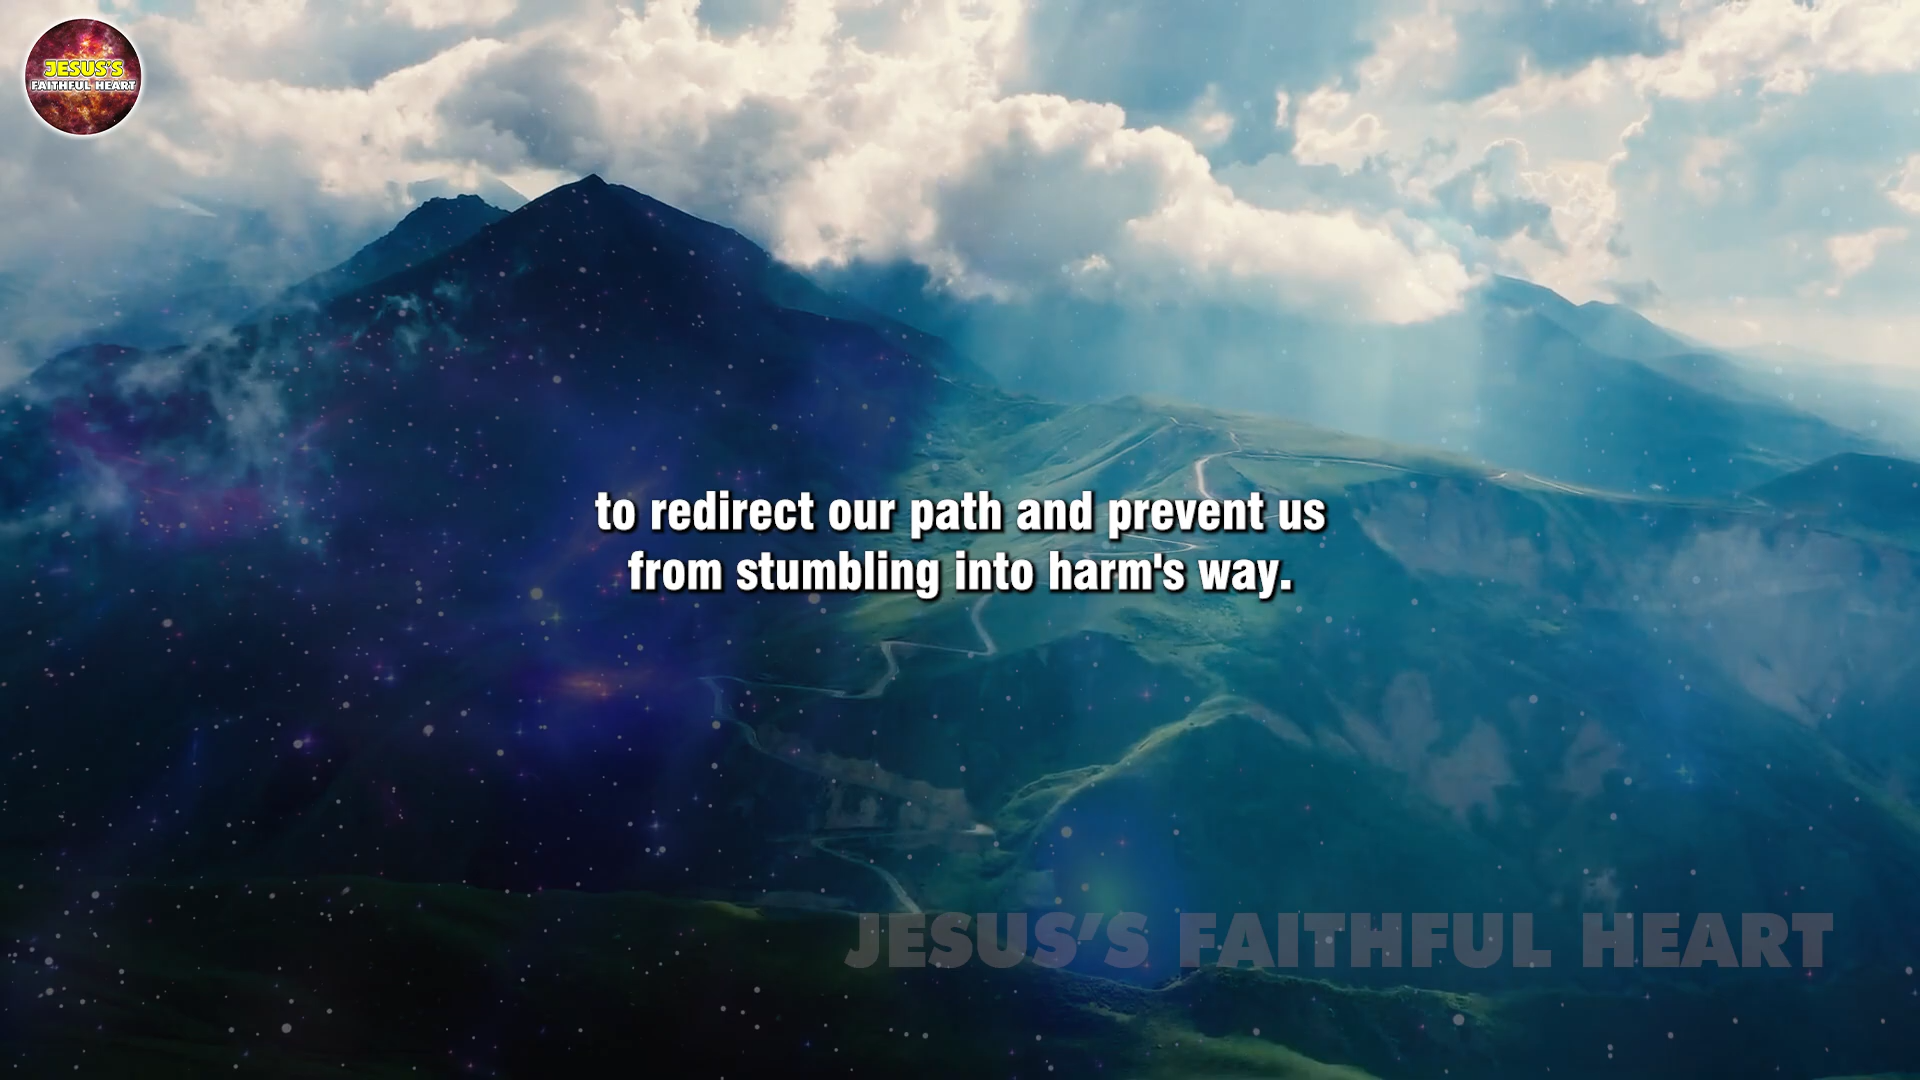 JESUS'S
FAITHFUL HEART
to redirect our path and prevent us
from stumbling into harm's way.
JESUS’S FAITHFUL HEART